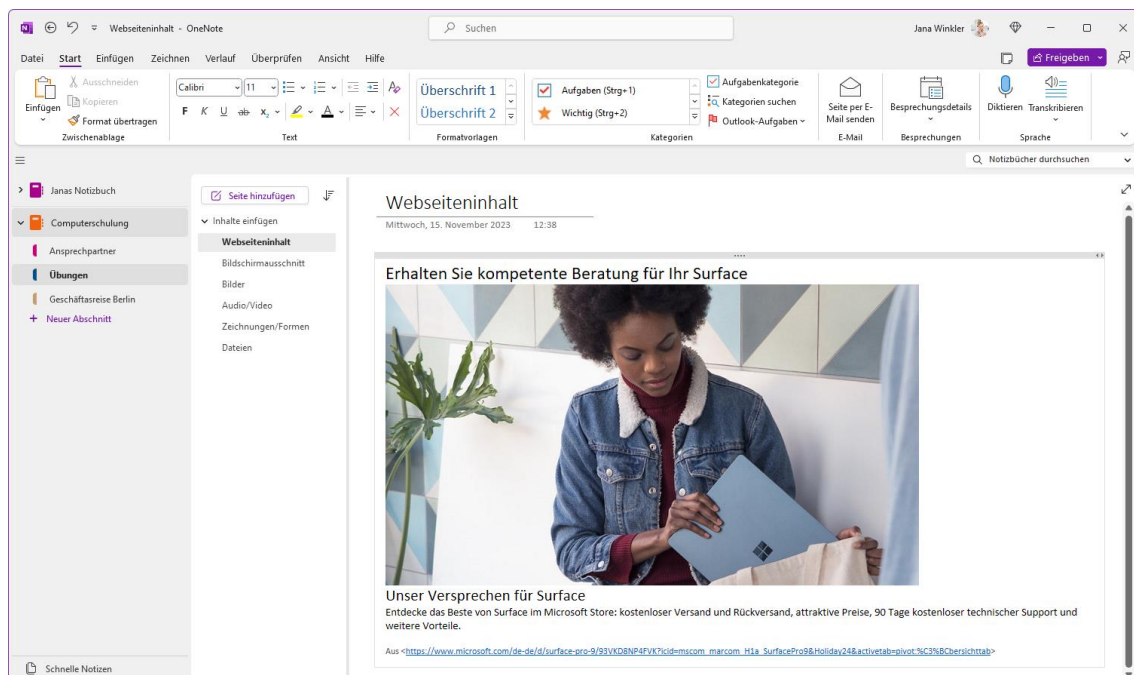 Webseiteninhalt - OneNote
Suchen
Jana Winkler
Datei Start Einfügen Zeichnen Verlauf Überprüfen Ansicht Hilfe
Freigeben
Einfügen
Ausschneiden
Kopieren
Format übertragen
Zwischenablage
Calibri 11
F K U ab x₂ A
Text
Überschrift 1
Überschrift 2
Formatvorlagen
Aufgaben (Strg+1)
Wichtig (Strg+2)
Aufgabenkategorie
Kategorien suchen
Outlook-Aufgaben
Kategorien
Seite per E-
Mail senden
E-Mail
Besprechungsdetails
Besprechungen
Diktieren Transkribieren
Sprache
Notizbücher durchsuchen
Janas Notizbuch
Computerschulung
Ansprechpartner
Übungen
Geschäftsreise Berlin
+ Neuer Abschnitt
Schnelle Notizen
Seite hinzufügen
Inhalte einfügen
Webseiteninhalt
Bildschirmausschnitt
Bilder
Audio/Video
Zeichnungen/Formen
Dateien
Webseiteninhalt
Mittwoch, 15. November 2023 12:38
Erhalten Sie kompetente Beratung für Ihr Surface
Unser Versprechen für Surface
Entdecke das Beste von Surface im Microsoft Store: kostenloser Versand und Rückversand, attraktive Preise, 90 Tage kostenloser technischer Support und
weitere Vorteile.
Aus <https://www.microsoft.com/de-de/d/surface-pro-9/93VKD8NP4FVK?icid=mscom_marcom_H1a_SurfacePro9&Holiday24&activetab=pivot:%C3%BCbersichttab>